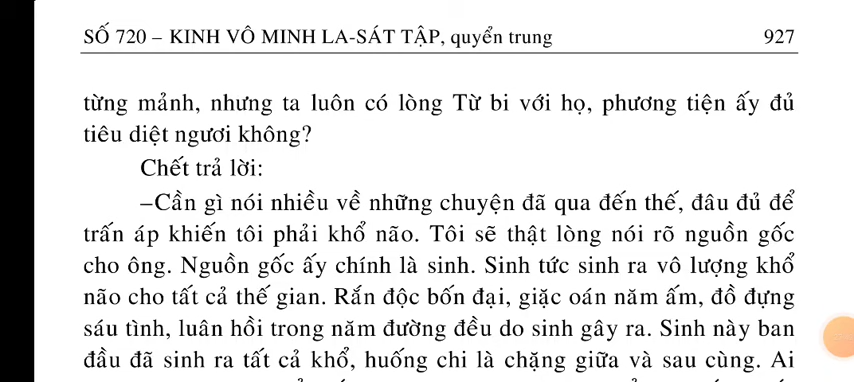 SỐ 720 – KINH VÔ MINH LA-SÁT TẬP, quyển trung 927
từng mảnh, nhưng ta luôn có lòng Từ bi với họ, phương tiện ấy đủ
tiêu diệt ngươi không?
Chết trả lời:
–Cần gì nói nhiều về những chuyện đã qua đến thế, đâu đủ để
trấn áp khiến tôi phải khổ não. Tôi sẽ thật lòng nói rõ nguồn gốc
cho ông. Nguồn gốc ấy chính là sinh. Sinh tức sinh ra vô lượng khổ
não cho tất cả thế gian. Rắn độc bốn đại, giặc oán năm ấm, đồ đựng
sáu tình, luân hồi trong năm đường đều do sinh gây ra. Sinh này ban
đầu đã sinh ra tất cả khổ, huống chi là chặng giữa và sau cùng. Ai